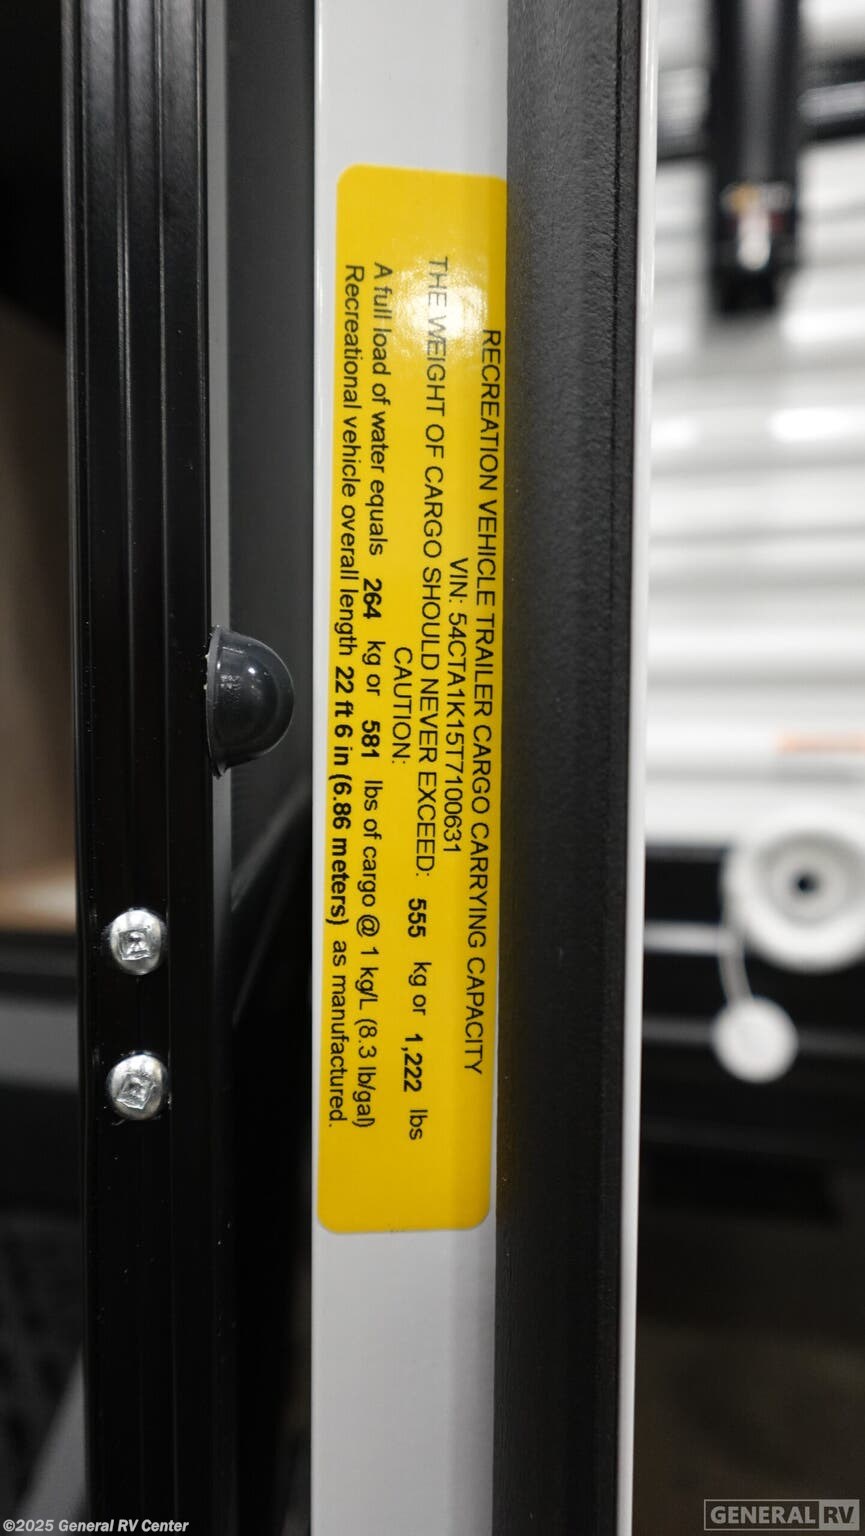 RECREATION VEHICLE TRAILER CARGO CARRYING CAPACITY
VIN: 54CTA1K15T7100631
THE WEIGHT OF CARGO SHOULD NEVER EXCEED: 555 kg or 1,222 lbs
CAUTION:
A full load of water equals 264 kg or 581 lbs of cargo @ 1 kg/L (8.3 lb/gal)
Recreational vehicle overall length 22 ft 6 in (6.86 meters) as manufactured.
©2025 General RV Center
GENERAL RV